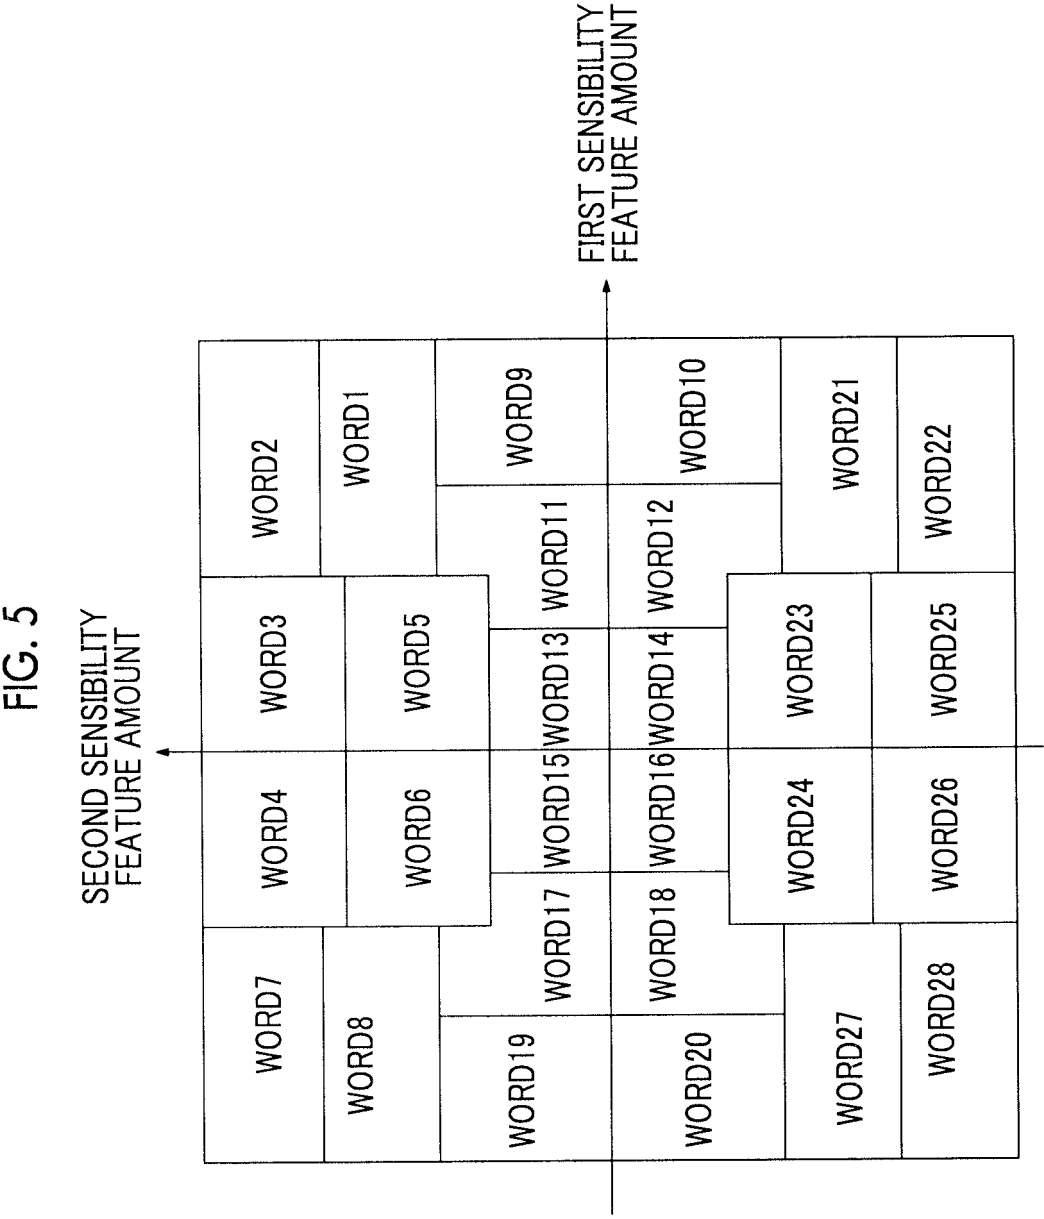 FIG. 5
SECOND SENSIBILITY
FEATURE AMOUNT
WORD7
WORD4
WORD3
WORD2
WORD8
WORD6
WORD5
WORD1
WORD19
WORD17
WORD15
WORD13
WORD11
WORD9
FIRST SENSIBILITY
FEATURE AMOUNT
WORD20
WORD18
WORD16
WORD14
WORD12
WORD10
WORD27
WORD24
WORD23
WORD21
WORD28
WORD26
WORD25
WORD22